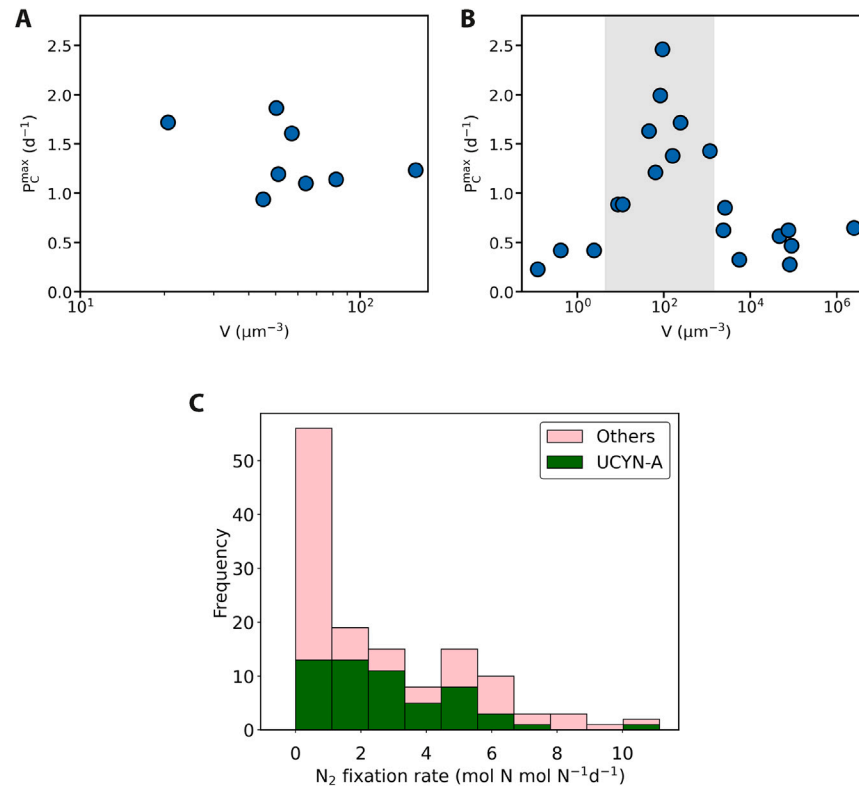 A
B
2.5
2.0
1.5
1.0
0.5
0.0
P_C^max (d⁻¹)
10¹
10²
V (μm⁻³)
2.5
2.0
1.5
1.0
0.5
0.0
P_C^max (d⁻¹)
10⁰
10²
10⁴
10⁶
V (μm⁻³)
C
Others
UCYN-A
50
40
30
20
10
0
Frequency
0
2
4
6
8
10
N₂ fixation rate (mol N mol N⁻¹d⁻¹)